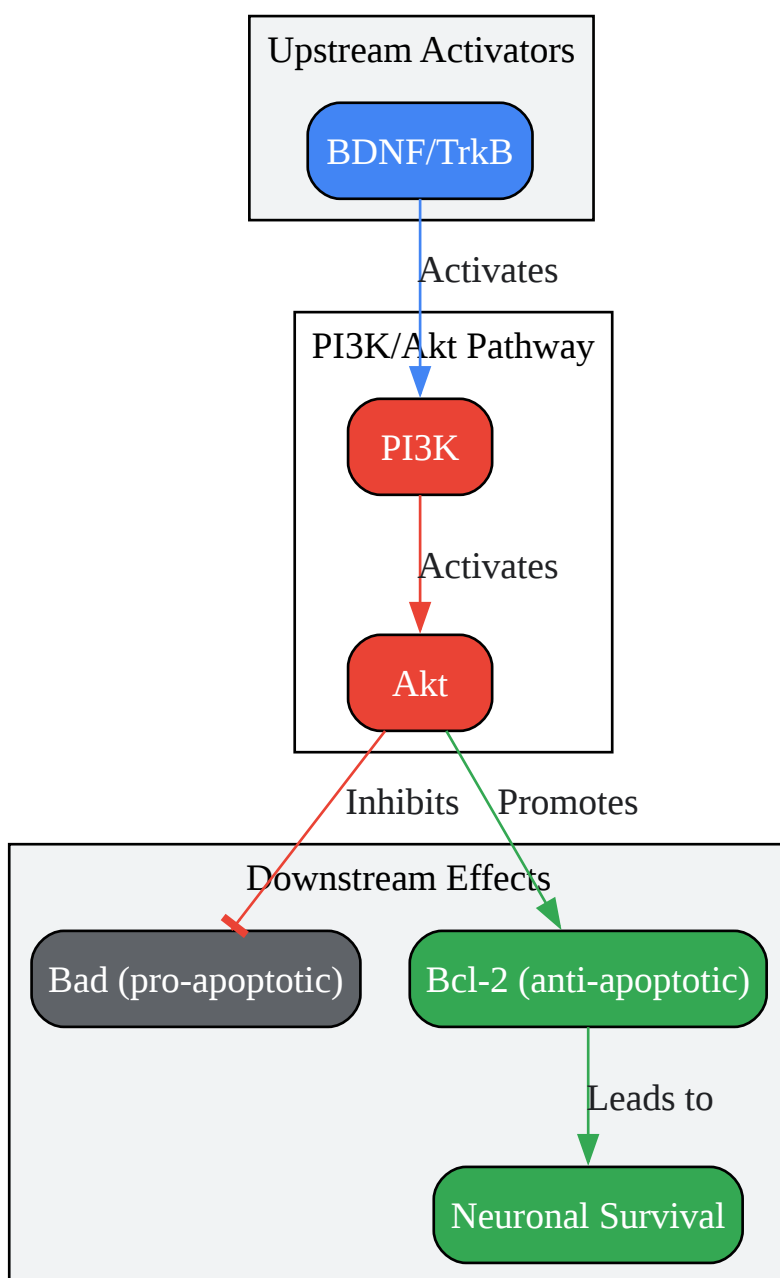 Upstream Activators
BDNF/TrkB
Activates
PI3K/Akt Pathway
PI3K
Activates
Akt
Inhibits
Promotes
Downstream Effects
Bad (pro-apoptotic)
Bcl-2 (anti-apoptotic)
Leads to
Neuronal Survival